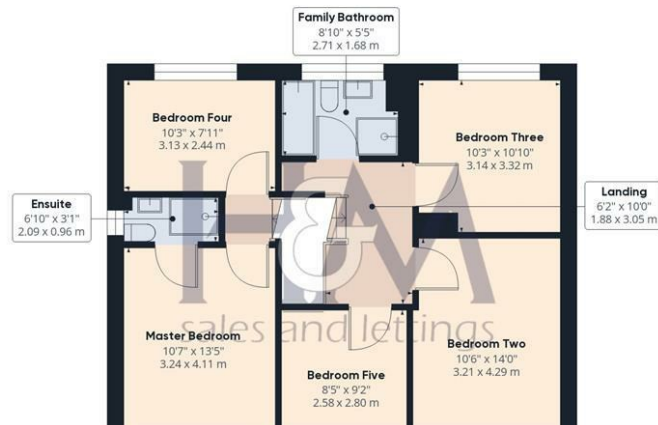 Family Bathroom
8'10" x 5'5"
2.71 x 1.68 m
Bedroom Four
10'3" x 7'11"
3.13 x 2.44 m
Bedroom Three
10'3" x 10'10"
3.14 x 3.32 m
Ensuite
6'10" x 3'1"
2.09 x 0.96 m
Landing
6'2" x 10'0"
1.88 x 3.05 m
H&M
sales and lettings
Master Bedroom
10'7" x 13'5"
3.24 x 4.11 m
Bedroom Two
10'6" x 14'0"
3.21 x 4.29 m
Bedroom Five
8'5" x 9'2"
2.58 x 2.80 m